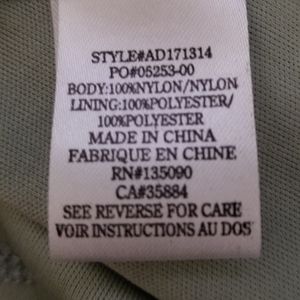 STYLE#AD171314
PO#05253-00
BODY:100%NYLON/NYLON
LINING:100%POLYESTER/
100%POLYESTER
MADE IN CHINA
FABRIQUE EN CHINE
RN#135090
CA#35884
SEE REVERSE FOR CARE
VOIR INSTRUCTIONS AU DOS